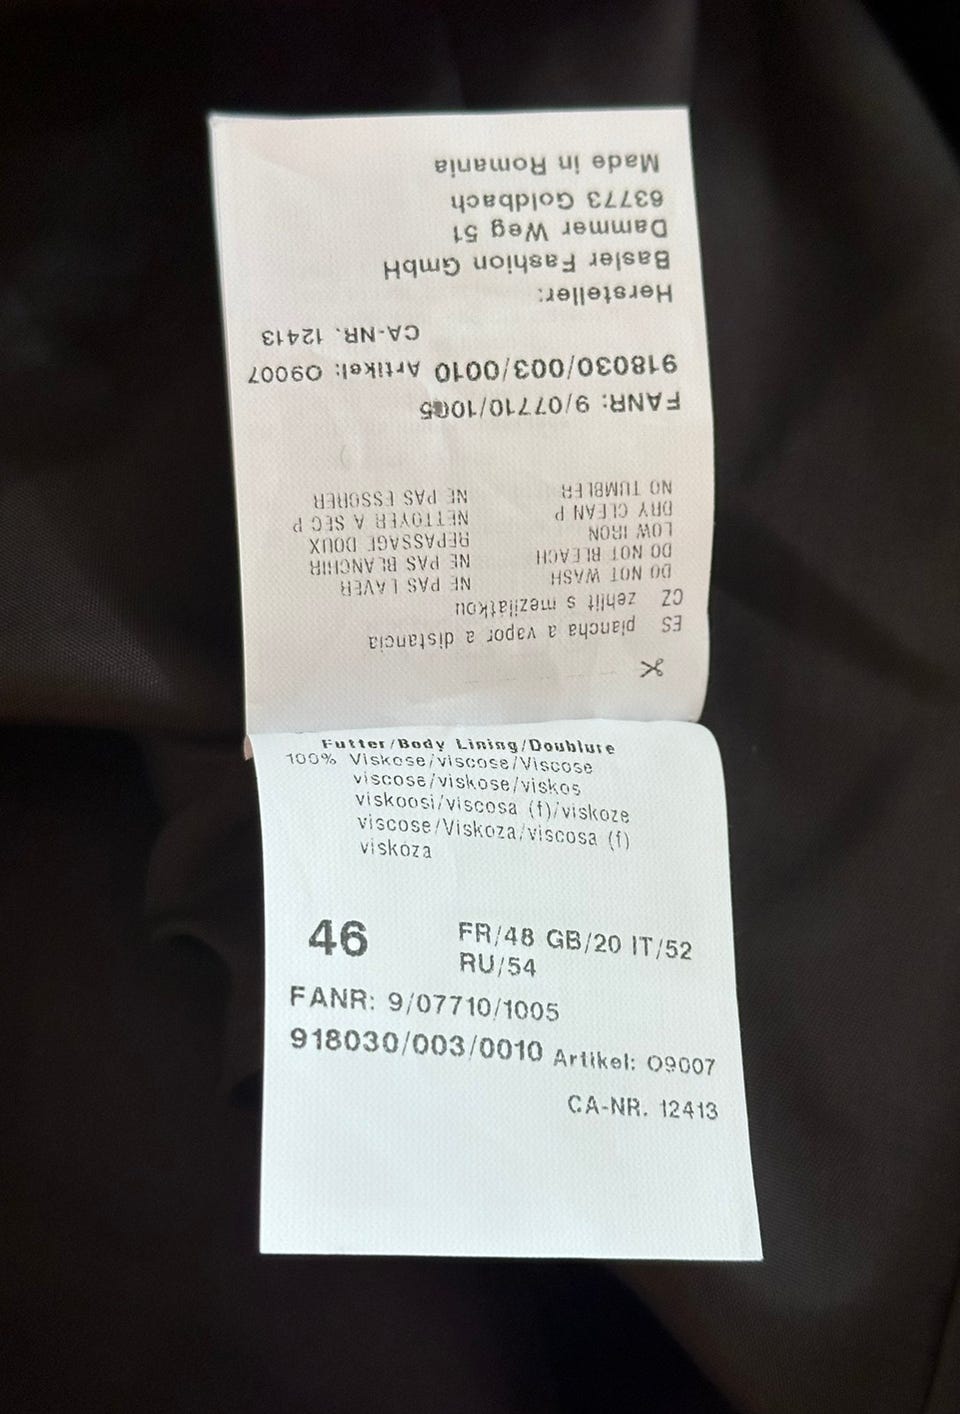 Made in Romania
63773 Goldbach
Dammer Weg 51
Basler Fashion GmbH
Hersteller:
CA-NR. 12413
918030/003/0010 Artikel: O9007
FANR: 9/07710/1005
NO TUMBLER NE PAS ESSORER
DRY CLEAN P NETTOYER A SEC P
LOW IRON REPASSAGE DOUX
DO NOT BLEACH NE PAS BLANCHIR
DO NOT WASH NE PAS LAVER
CZ zehlit s mezilátkou
ES plancha a vapor a distancia
Futter/Body Lining/Doublure
100% Viskose/viscose/Viscose
viscose/viskose/viskos
viskoosi/viscosa (f)/viskoze
viscose/Viskoza/viscosa (f)
viskoza
46 FR/48 GB/20 IT/52
RU/54
FANR: 9/07710/1005
918030/003/0010 Artikel: O9007
CA-NR. 12413